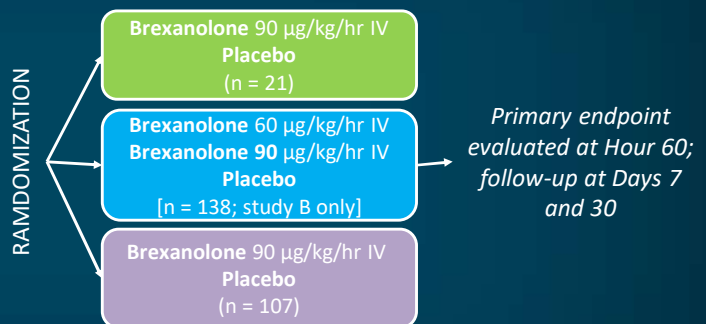 RAMDOMIZATION
Brexanolone 90 µg/kg/hr IV
Placebo
(n = 21)
Brexanolone 60 µg/kg/hr IV
Brexanolone 90 µg/kg/hr IV
Placebo
[n = 138; study B only]
Brexanolone 90 µg/kg/hr IV
Placebo
(n = 107)
Primary endpoint
evaluated at Hour 60;
follow-up at Days 7
and 30